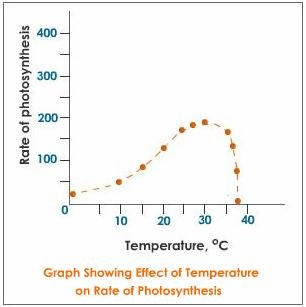 Rate of photosynthesis
400
300
200
100
0
10 20 30 40
Temperature, ⁰C
Graph Showing Effect of Temperature
on Rate of Photosynthesis